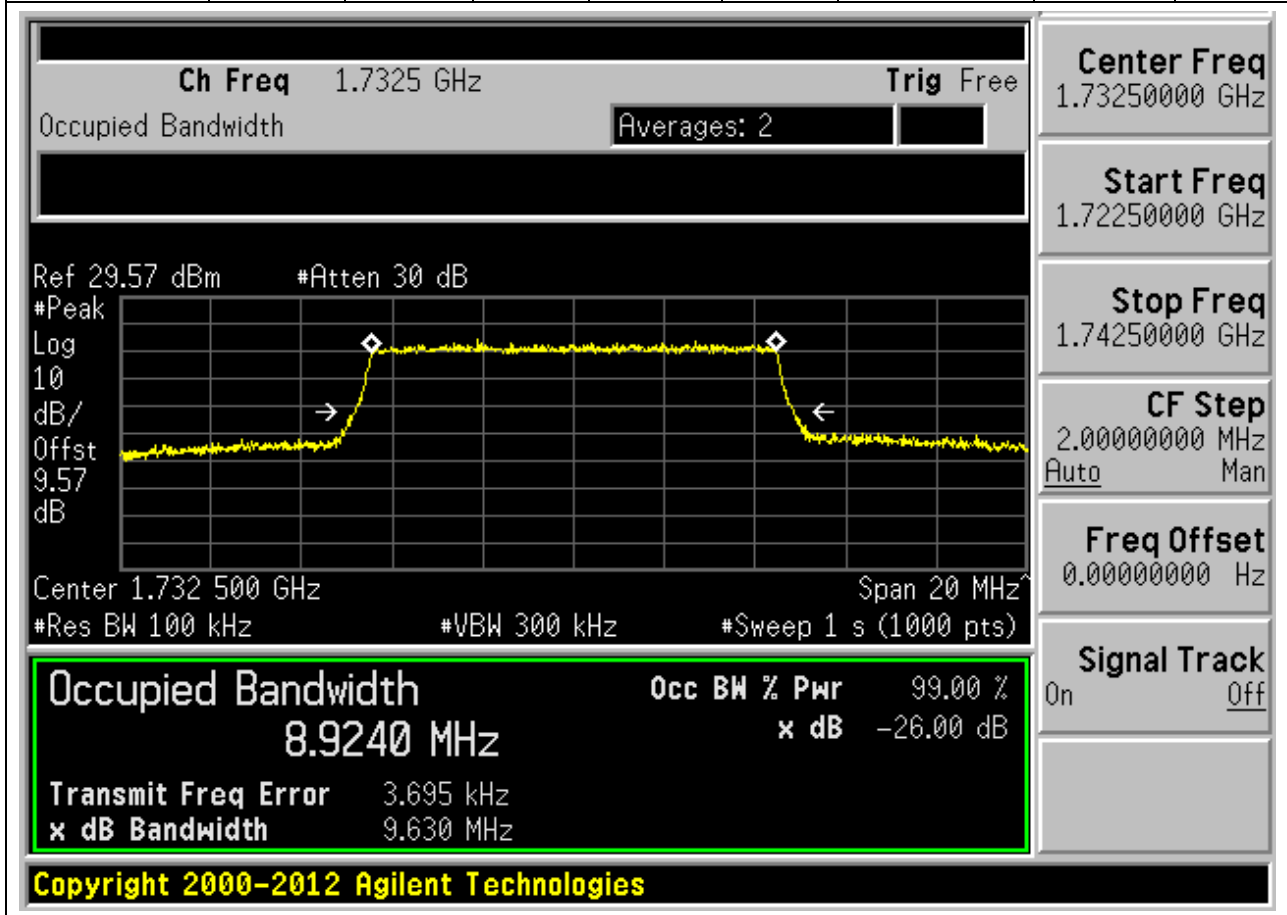 Ch Freq 1.7325 GHz Trig Free
Occupied Bandwidth Averages: 2
Ref 29.57 dBm #Atten 30 dB
#Peak
Log
10
dB/
Offst
9.57
dB
Center 1.732 500 GHz Span 20 MHz^
#Res BW 100 kHz #VBW 300 kHz #Sweep 1 s (1000 pts)
Occupied Bandwidth Occ BW % Pwr 99.00 %
8.9240 MHz x dB -26.00 dB
Transmit Freq Error 3.695 kHz
x dB Bandwidth 9.630 MHz
Copyright 2000-2012 Agilent Technologies
Center Freq
1.73250000 GHz
Start Freq
1.72250000 GHz
Stop Freq
1.74250000 GHz
CF Step
2.00000000 MHz
Auto Man
Freq Offset
0.00000000 Hz
Signal Track
On Off